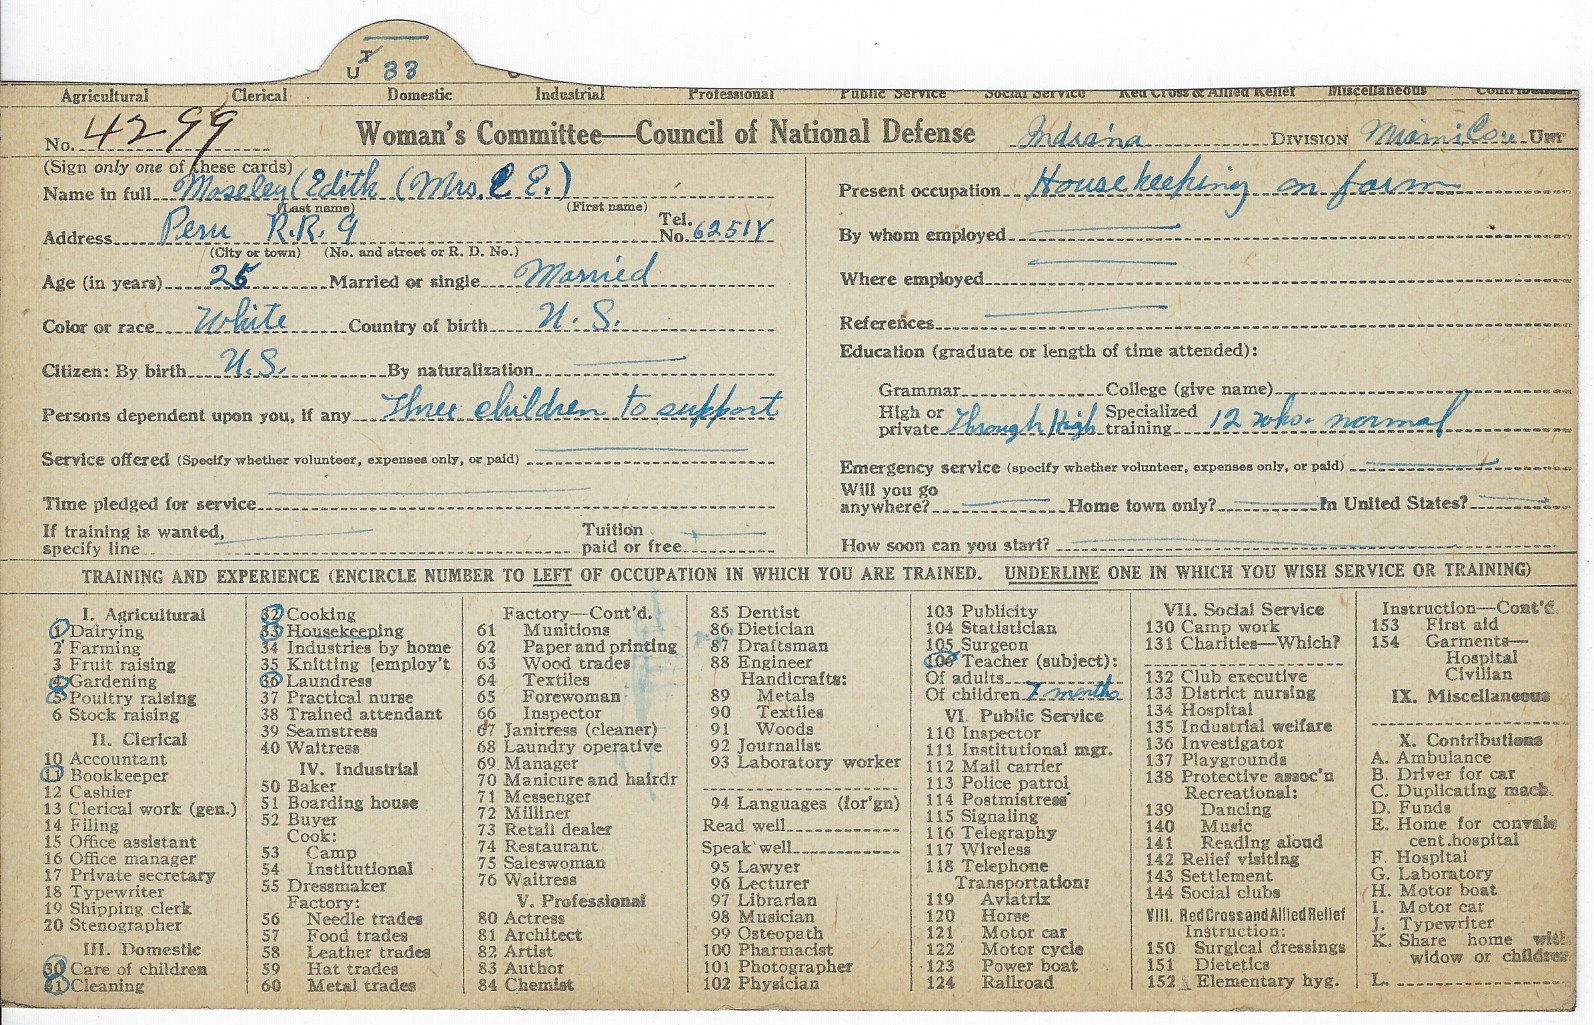 T
U 33
Agricultural Clerical Domestic Industrial Professional Public Service Social Service Red Cross & Allied Relief Miscellaneous Contributions
No. 4299 Woman's Committee—Council of National Defense Indiana DIVISION Miami Co. UNIT
(Sign only one of these cards)
Name in full Moseley (Edith (Mrs. C E.)
(Last name) (First name)
Address Peru R.R. 9 Tel. No. 6251Y
(City or town) (No. and street or R. D. No.)
Age (in years) 25 Married or single Married
Color or race White Country of birth U.S.
Citizen: By birth U.S. By naturalization
Persons dependent upon you, if any Three children to support
Service offered (Specify whether volunteer, expenses only, or paid)
Time pledged for service
If training is wanted, specify line Tuition paid or free
Present occupation Housekeeping on farm
By whom employed
Where employed
References
Education (graduate or length of time attended):
Grammar College (give name)
High or private Through High Specialized training 12 wks. normal
Emergency service (specify whether volunteer, expenses only, or paid)
Will you go anywhere? Home town only? In United States?
How soon can you start?
TRAINING AND EXPERIENCE (ENCIRCLE NUMBER TO LEFT OF OCCUPATION IN WHICH YOU ARE TRAINED. UNDERLINE ONE IN WHICH YOU WISH SERVICE OR TRAINING)
I. Agricultural
1 Dairying
2 Farming
3 Fruit raising
4 Gardening
5 Poultry raising
6 Stock raising
II. Clerical
10 Accountant
11 Bookkeeper
12 Cashier
13 Clerical work (gen.)
14 Filing
15 Office assistant
16 Office manager
17 Private secretary
18 Typewriter
19 Shipping clerk
20 Stenographer
III. Domestic
30 Care of children
31 Cleaning
32 Cooking
33 Housekeeping
34 Industries by home
35 Knitting [employ't
36 Laundress
37 Practical nurse
38 Trained attendant
39 Seamstress
40 Waitress
IV. Industrial
50 Baker
51 Boarding house
52 Buyer
Cook:
53 Camp
54 Institutional
55 Dressmaker
Factory:
56 Needle trades
57 Food trades
58 Leather trades
59 Hat trades
60 Metal trades
Factory—Cont'd.
61 Munitions
62 Paper and printing
63 Wood trades
64 Textiles
65 Forewoman
66 Inspector
67 Janitress (cleaner)
68 Laundry operative
69 Manager
70 Manicure and hairdr
71 Messenger
72 Milliner
73 Retail dealer
74 Restaurant
75 Saleswoman
76 Waitress
V. Professional
80 Actress
81 Architect
82 Artist
83 Author
84 Chemist
85 Dentist
86 Dietician
87 Draftsman
88 Engineer
Handicrafts:
89 Metals
90 Textiles
91 Woods
92 Journalist
93 Laboratory worker
94 Languages (for'gn)
Read well
Speak well
95 Lawyer
96 Lecturer
97 Librarian
98 Musician
99 Osteopath
100 Pharmacist
101 Photographer
102 Physician
103 Publicity
104 Statistician
105 Surgeon
106 Teacher (subject):
Of adults
Of children 7 months
VI. Public Service
110 Inspector
111 Institutional mgr.
112 Mail carrier
113 Police patrol
114 Postmistress
115 Signaling
116 Telegraphy
117 Wireless
118 Telephone
Transportation:
119 Aviatrix
120 Horse
121 Motor car
122 Motor cycle
123 Power boat
124 Railroad
VII. Social Service
130 Camp work
131 Charities—Which?
132 Club executive
133 District nursing
134 Hospital
135 Industrial welfare
136 Investigator
137 Playgrounds
138 Protective assoc'n
Recreational:
139 Dancing
140 Music
141 Reading aloud
142 Relief visiting
143 Settlement
144 Social clubs
VIII. Red Cross and Allied Relief
Instruction:
150 Surgical dressings
151 Dietetics
152 Elementary hyg.
Instruction—Cont'd.
153 First aid
154 Garments—
Hospital
Civilian
IX. Miscellaneous
X. Contributions
A. Ambulance
B. Driver for car
C. Duplicating mach.
D. Funds
E. Home for convales
cent hospital
F. Hospital
G. Laboratory
H. Motor boat
I. Motor car
J. Typewriter
K. Share home with
widow or children
L.